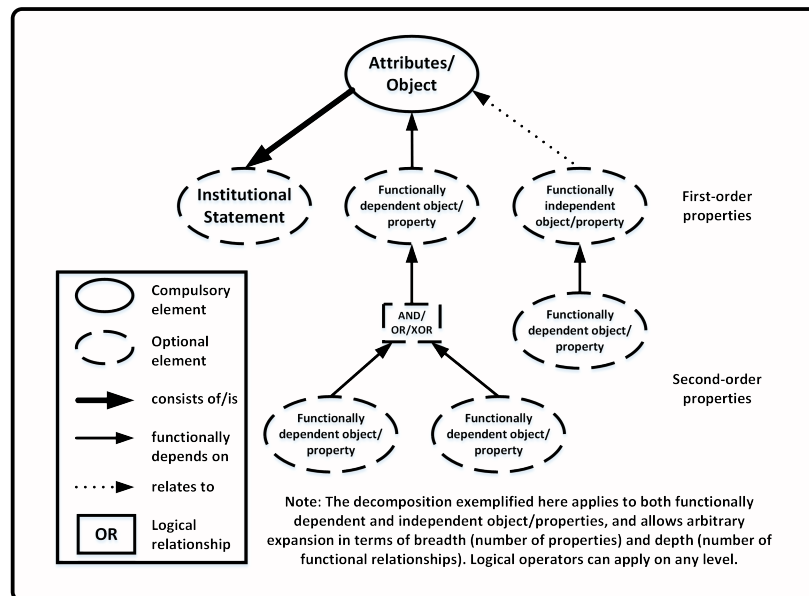 Attributes/
Object
Institutional
Statement
Functionally
dependent object/
property
Functionally
independent
object/property
First-order
properties
AND/
OR/XOR
Functionally
dependent object/
property
Second-order
properties
Functionally
dependent object/
property
Functionally
dependent object/
property
Compulsory
element
Optional
element
consists of/is
functionally
depends on
relates to
OR
Logical
relationship
Note: The decomposition exemplified here applies to both functionally
dependent and independent object/properties, and allows arbitrary
expansion in terms of breadth (number of properties) and depth (number
of functional relationships). Logical operators can apply on any level.